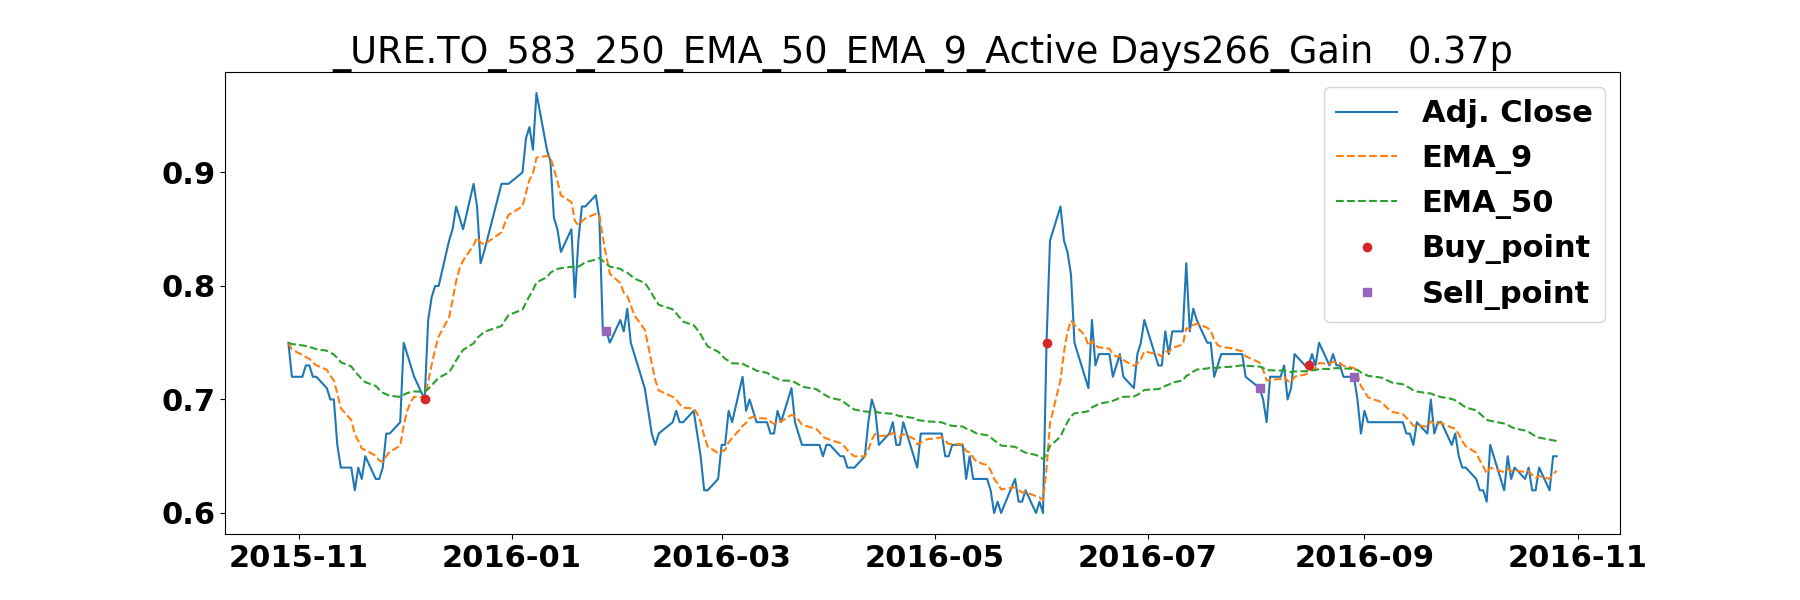 _URE.TO_583_250_EMA_50_EMA_9_Active Days266_Gain   0.37p
Adj. Close
EMA_9
EMA_50
Buy_point
Sell_point
0.9
0.8
0.7
0.6
2015-11 2016-01 2016-03 2016-05 2016-07 2016-09 2016-11